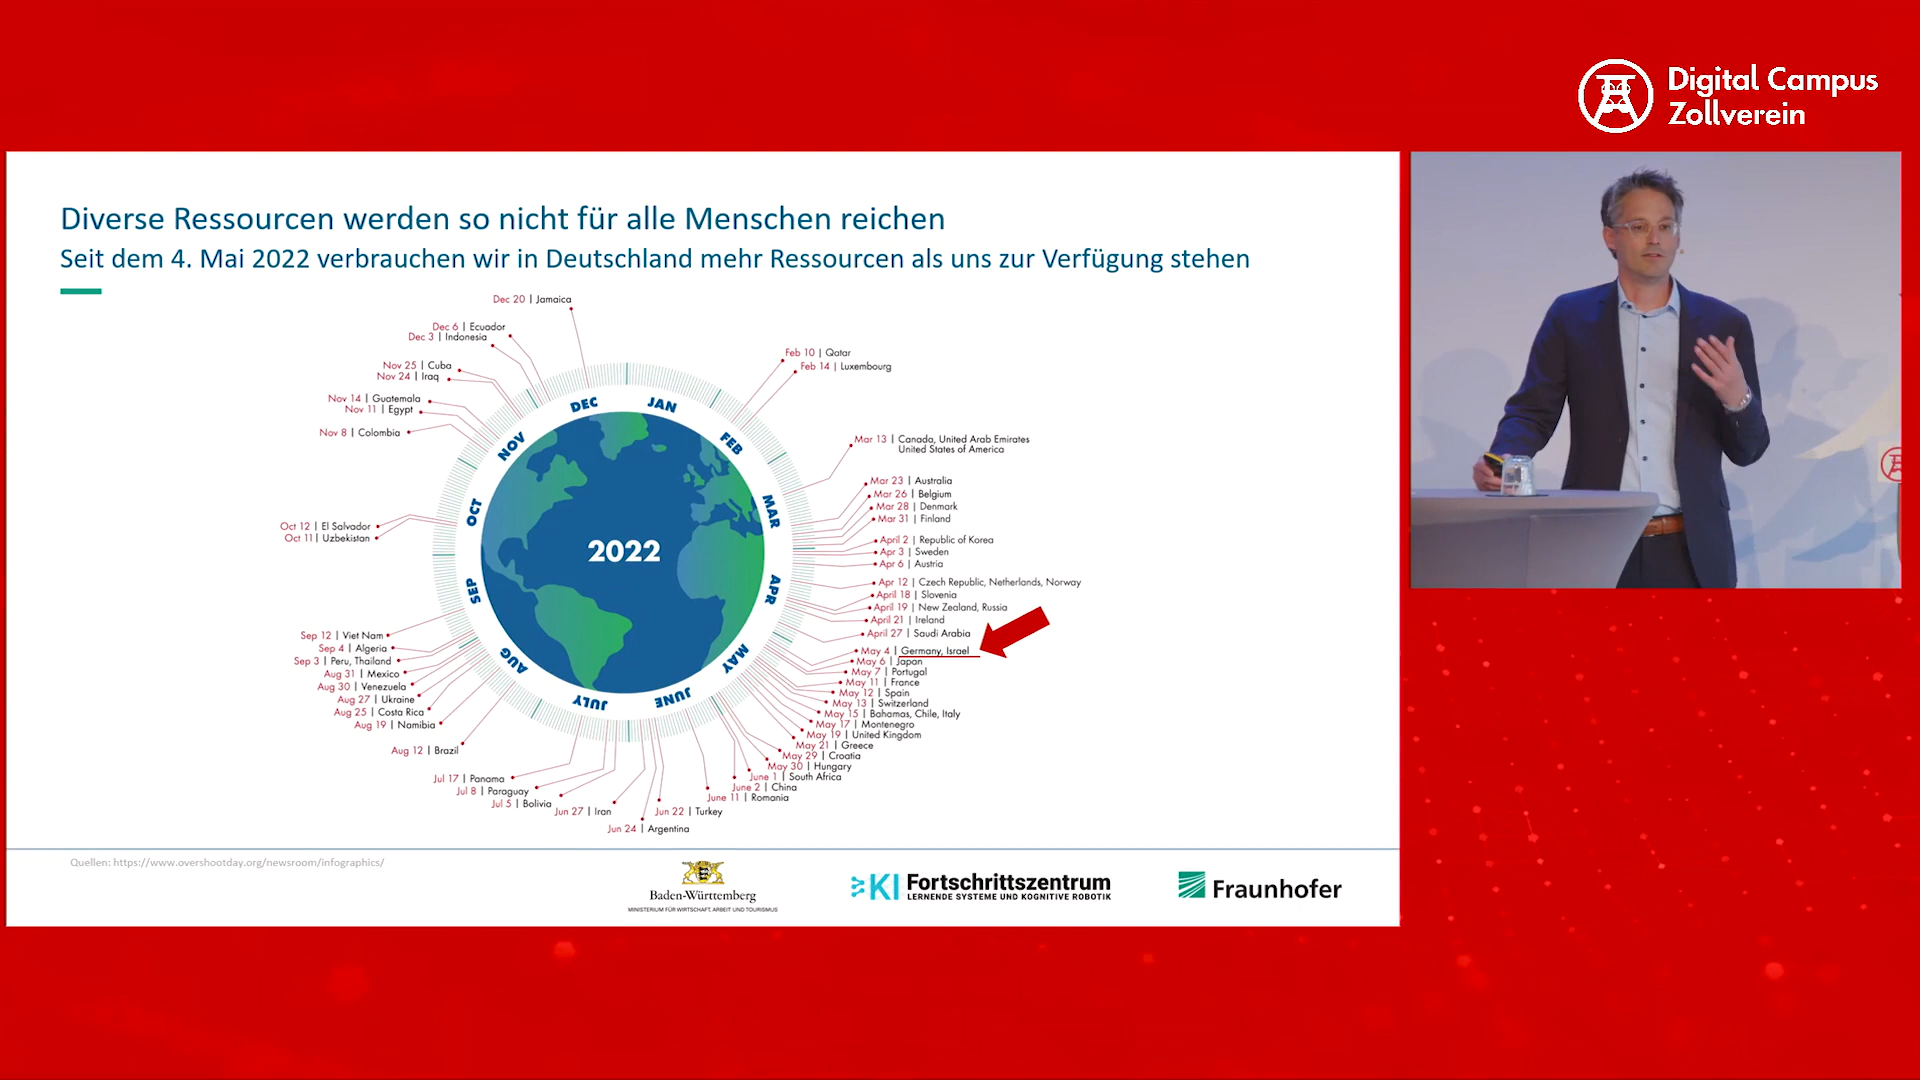 Digital Campus
Zollverein
Diverse Ressourcen werden so nicht für alle Menschen reichen
Seit dem 4. Mai 2022 verbrauchen wir in Deutschland mehr Ressourcen als uns zur Verfügung stehen
Dec 20 | Jamaica
Dec 6 | Ecuador
Dec 3 | Indonesia
Nov 25 | Cuba
Nov 24 | Iraq
Nov 14 | Guatemala
Nov 11 | Egypt
Nov 8 | Colombia
Oct 12 | El Salvador
Oct 11 | Uzbekistan
Sep 12 | Viet Nam
Sep 4 | Algeria
Sep 3 | Peru, Thailand
Aug 31 | Mexico
Aug 30 | Venezuela
Aug 27 | Ukraine
Aug 25 | Costa Rica
Aug 19 | Namibia
Aug 12 | Brazil
Jul 17 | Panama
Jul 8 | Paraguay
Jul 5 | Bolivia
Jun 27 | Iran
Jun 24 | Argentina
Jun 22 | Turkey
Feb 10 | Qatar
Feb 14 | Luxembourg
Mar 13 | Canada, United Arab Emirates
United States of America
Mar 23 | Australia
Mar 26 | Belgium
Mar 28 | Denmark
Mar 31 | Finland
April 2 | Republic of Korea
Apr 3 | Sweden
Apr 6 | Austria
Apr 12 | Czech Republic, Netherlands, Norway
April 18 | Slovenia
April 19 | New Zealand, Russia
April 21 | Ireland
April 27 | Saudi Arabia
May 4 | Germany, Israel
May 6 | Japan
May 7 | Portugal
May 11 | France
May 12 | Spain
May 13 | Switzerland
May 15 | Bahamas, Chile, Italy
May 17 | Montenegro
May 19 | United Kingdom
May 21 | Greece
May 29 | Croatia
May 30 | Hungary
June 1 | South Africa
June 2 | China
June 11 | Romania
JAN
FEB
MAR
APR
MAY
JUNE
JULY
AUG
SEP
OCT
NOV
DEC
2022
Quellen: https://www.overshootday.org/newsroom/infographics/
Baden-Württemberg
MINISTERIUM FÜR WIRTSCHAFT, ARBEIT UND TOURISMUS
KI Fortschrittszentrum
LERNENDE SYSTEME UND KOGNITIVE ROBOTIK
Fraunhofer